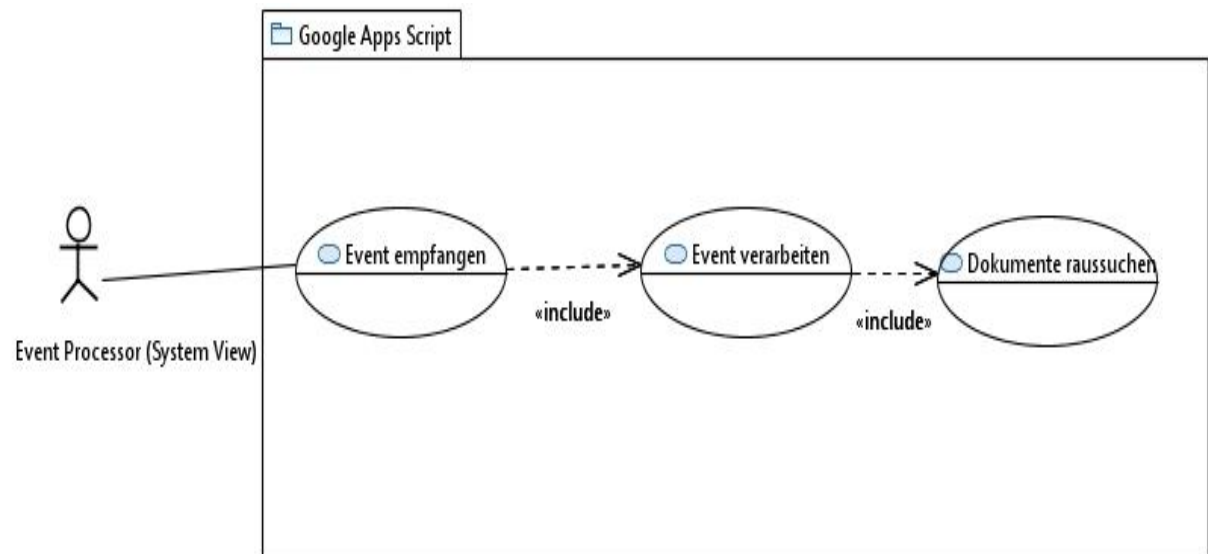 Google Apps Script
Event empfangen
Event verarbeiten
Dokumente raussuchen
«include»
«include»
Event Processor (System View)